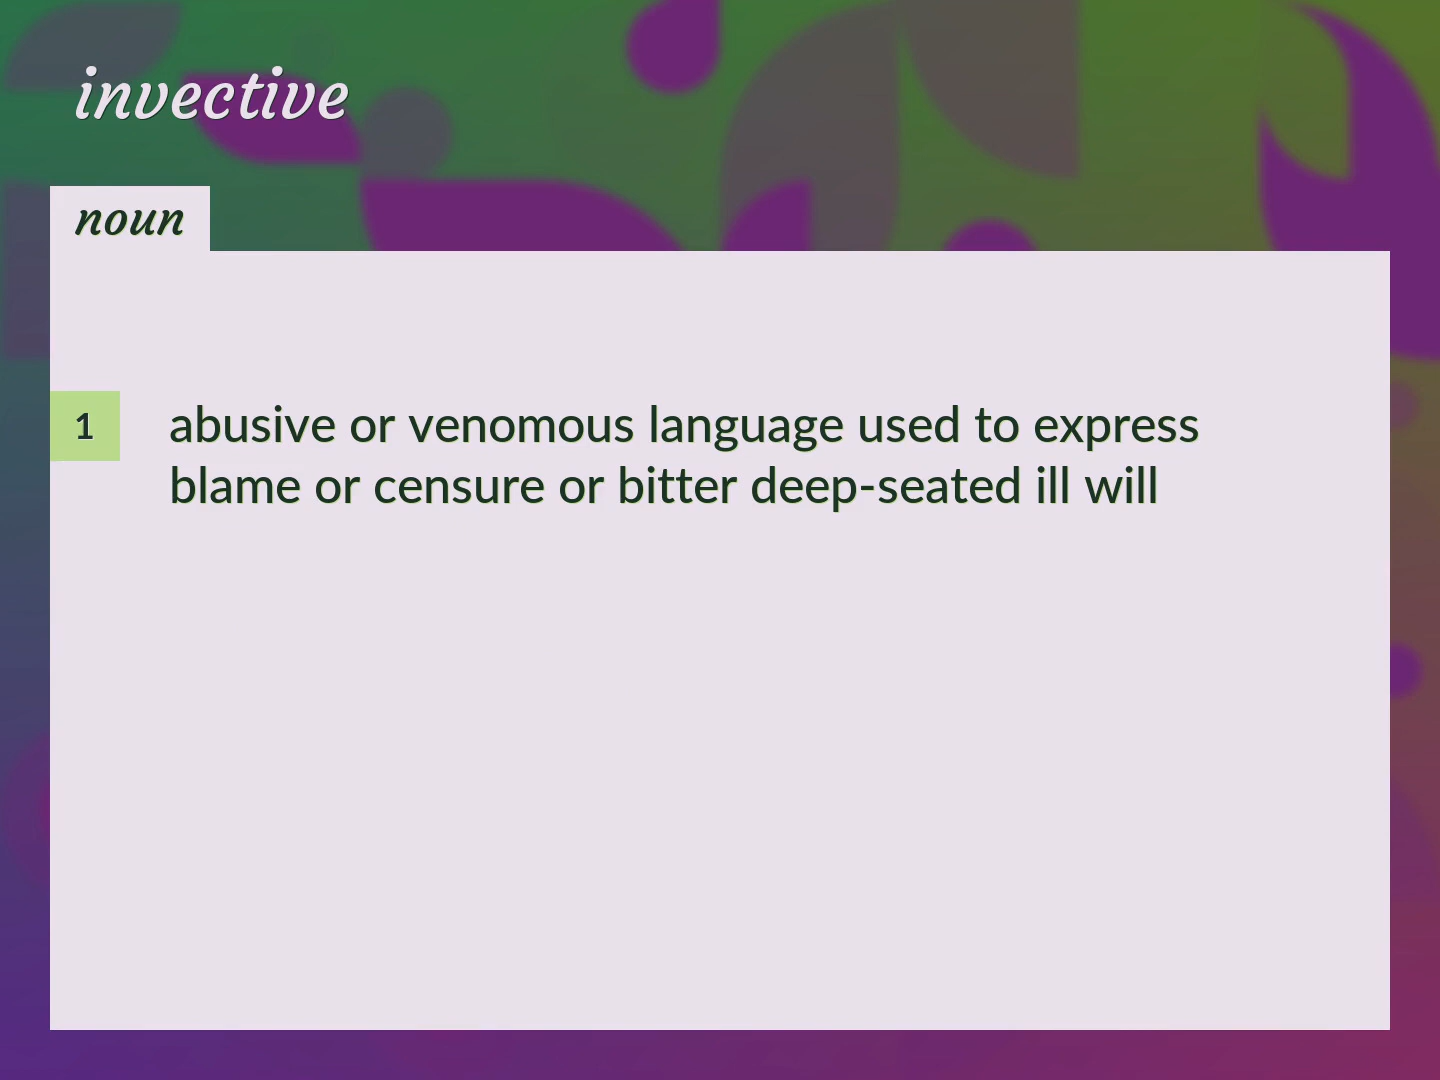 invective
noun
1
abusive or venomous language used to express
blame or censure or bitter deep-seated ill will